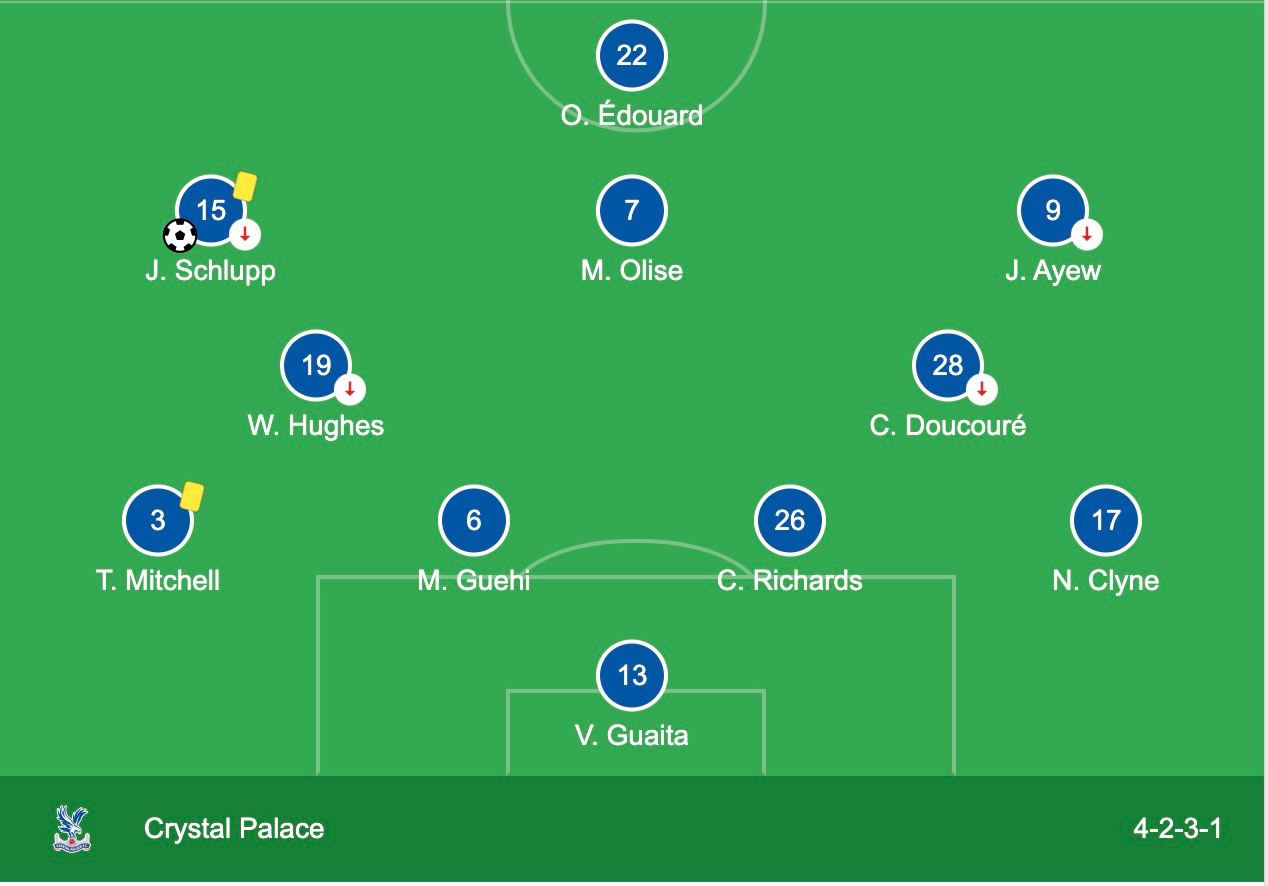 22
O. Édouard
15
7
9
J. Schlupp
M. Olise
J. Ayew
19
28
W. Hughes
C. Doucouré
3
6
26
17
T. Mitchell
M. Guehi
C. Richards
N. Clyne
13
V. Guaita
Crystal Palace
4-2-3-1